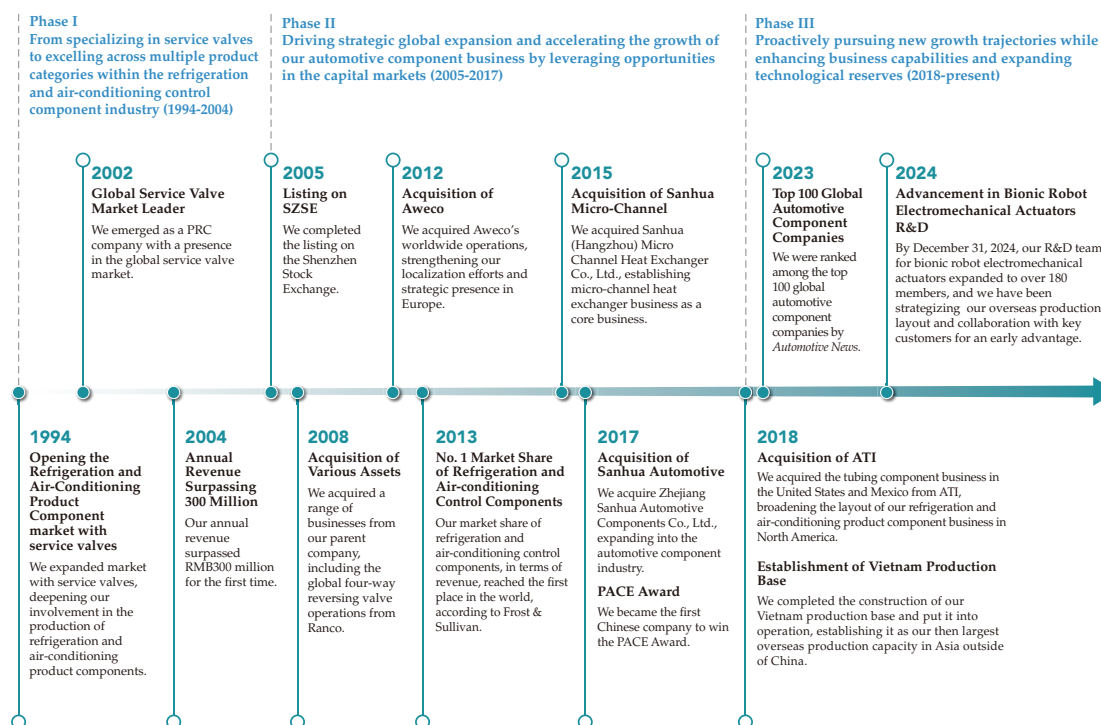 Phase I
From specializing in service valves
to excelling across multiple product
categories within the refrigeration
and air-conditioning control
component industry (1994-2004)
Phase II
Driving strategic global expansion and accelerating the growth of
our automotive component business by leveraging opportunities
in the capital markets (2005-2017)
Phase III
Proactively pursuing new growth trajectories while
enhancing business capabilities and expanding
technological reserves (2018-present)
2002
Global Service Valve
Market Leader
We emerged as a PRC
company with a presence
in the global service valve
market.
2005
Listing on
SZSE
We completed
the listing on
the Shenzhen
Stock
Exchange.
2012
Acquisition of
Aweco
We acquired Aweco's
worldwide operations,
strengthening our
localization efforts and
strategic presence in
Europe.
2015
Acquisition of Sanhua
Micro-Channel
We acquired Sanhua
(Hangzhou) Micro
Channel Heat Exchanger
Co., Ltd., establishing
micro-channel heat
exchanger business as a
core business.
2023
Top 100 Global
Automotive
Component
Companies
We were ranked
among the top
100 global
automotive
component
companies by
Automotive News.
2024
Advancement in Bionic Robot
Electromechanical Actuators
R&D
By December 31, 2024, our R&D team
for bionic robot electromechanical
actuators expanded to over 180
members, and we have been
strategizing our overseas production
layout and collaboration with key
customers for an early advantage.
1994
Opening the
Refrigeration and
Air-Conditioning
Product
Component
market with
service valves
We expanded market
with service valves,
deepening our
involvement in the
production of
refrigeration and
air-conditioning
product components.
2004
Annual
Revenue
Surpassing
300 Million
Our annual
revenue
surpassed
RMB300 million
for the first time.
2008
Acquisition of
Various Assets
We acquired a
range of
businesses from
our parent
company,
including the
global four-way
reversing valve
operations from
Ranco.
2013
No. 1 Market Share
of Refrigeration and
Air-conditioning
Control Components
Our market share of
refrigeration and
air-conditioning control
components, in terms of
revenue, reached the first
place in the world,
according to Frost &
Sullivan.
2017
Acquisition of
Sanhua Automotive
We acquire Zhejiang
Sanhua Automotive
Components Co., Ltd.,
expanding into the
automotive component
industry.
PACE Award
We became the first
Chinese company to win
the PACE Award.
2018
Acquisition of ATI
We acquired the tubing component business in
the United States and Mexico from ATI,
broadening the layout of our refrigeration and
air-conditioning product component business in
North America.
Establishment of Vietnam Production
Base
We completed the construction of our
Vietnam production base and put it into
operation, establishing it as our then largest
overseas production capacity in Asia outside
of China.